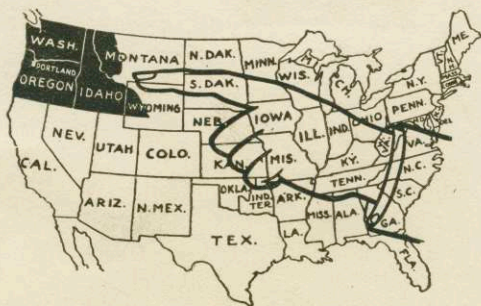 ME.
WASH.
MONTANA
N.DAK.
MINN.
PORTLAND
OREGON
IDAHO
WYOMING
S.DAK.
WIS.
N.Y.
MASS.
NEV.
UTAH
COLO.
NEB.
IOWA
ILL.
IND.
OHIO
PENN.
DEL.
CAL.
KAN.
MIS.
KY.
VA.
ARIZ.
N.MEX.
OKLA.
IND.
TER.
ARK.
TENN.
N.C.
S.C.
TEX.
LA.
MISS.
ALA.
GA.
FLA.